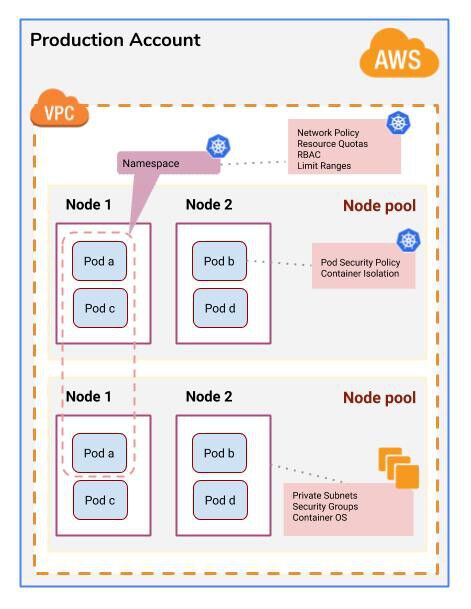 Production Account
AWS
VPC
Network Policy
Resource Quotas
RBAC
Limit Ranges
Namespace
Node 1
Node 2
Node pool
Pod a
Pod b
Pod Security Policy
Container Isolation
Pod c
Pod d
Node 1
Node 2
Node pool
Pod a
Pod b
Pod c
Pod d
Private Subnets
Security Groups
Container OS